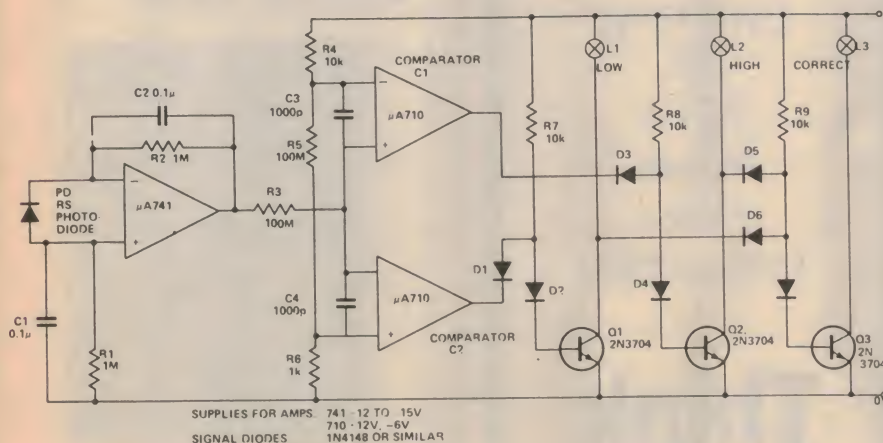 C2 0.1μ
R2 1M
μA741
PD
RS
PHOTO-
DIODE
C1
0.1μ
R1
1M
R3
100M
R4
10k
C3
1000p
R5
100M
C4
1000p
R6
1k
COMPARATOR
C1
μA710
μA710
COMPARATOR
C2
D1
R7
10k
D2
L1
LOW
D3
Q1
2N3704
R8
10k
D4
L2
HIGH
D5
D6
Q2,
2N3704
R9
10k
L3
CORRECT
Q3
2N
3704
0
SUPPLIES FOR AMPS. 741 -12 TO 15V
710 · 12V, -6V
SIGNAL DIODES 1N4148 OR SIMILAR